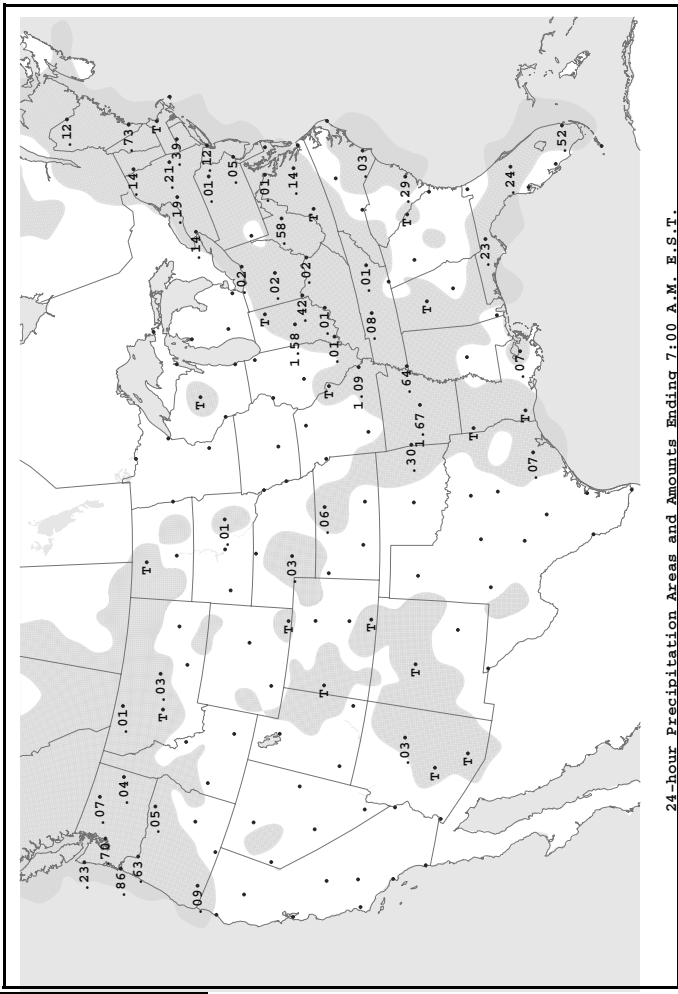 .12
.23
.07
.70
.86
.04
.01
.73
.63
.14
T
.05
T
.03
T
.21
.39
.19
.14
.09
T
.12
.01
.01
.05
.02
T
.01
.02
.58
T
.03
.14
1.58
.42
.02
T
T
.06
.01
T
.01
1.09
.03
.01
T
.08
.03
.64
.29
T
.30
T
1.67
T
T
T
T
.23
.24
.07
T
.07
.52
24-hour Precipitation Areas and Amounts Ending 7:00 A.M. E.S.T.